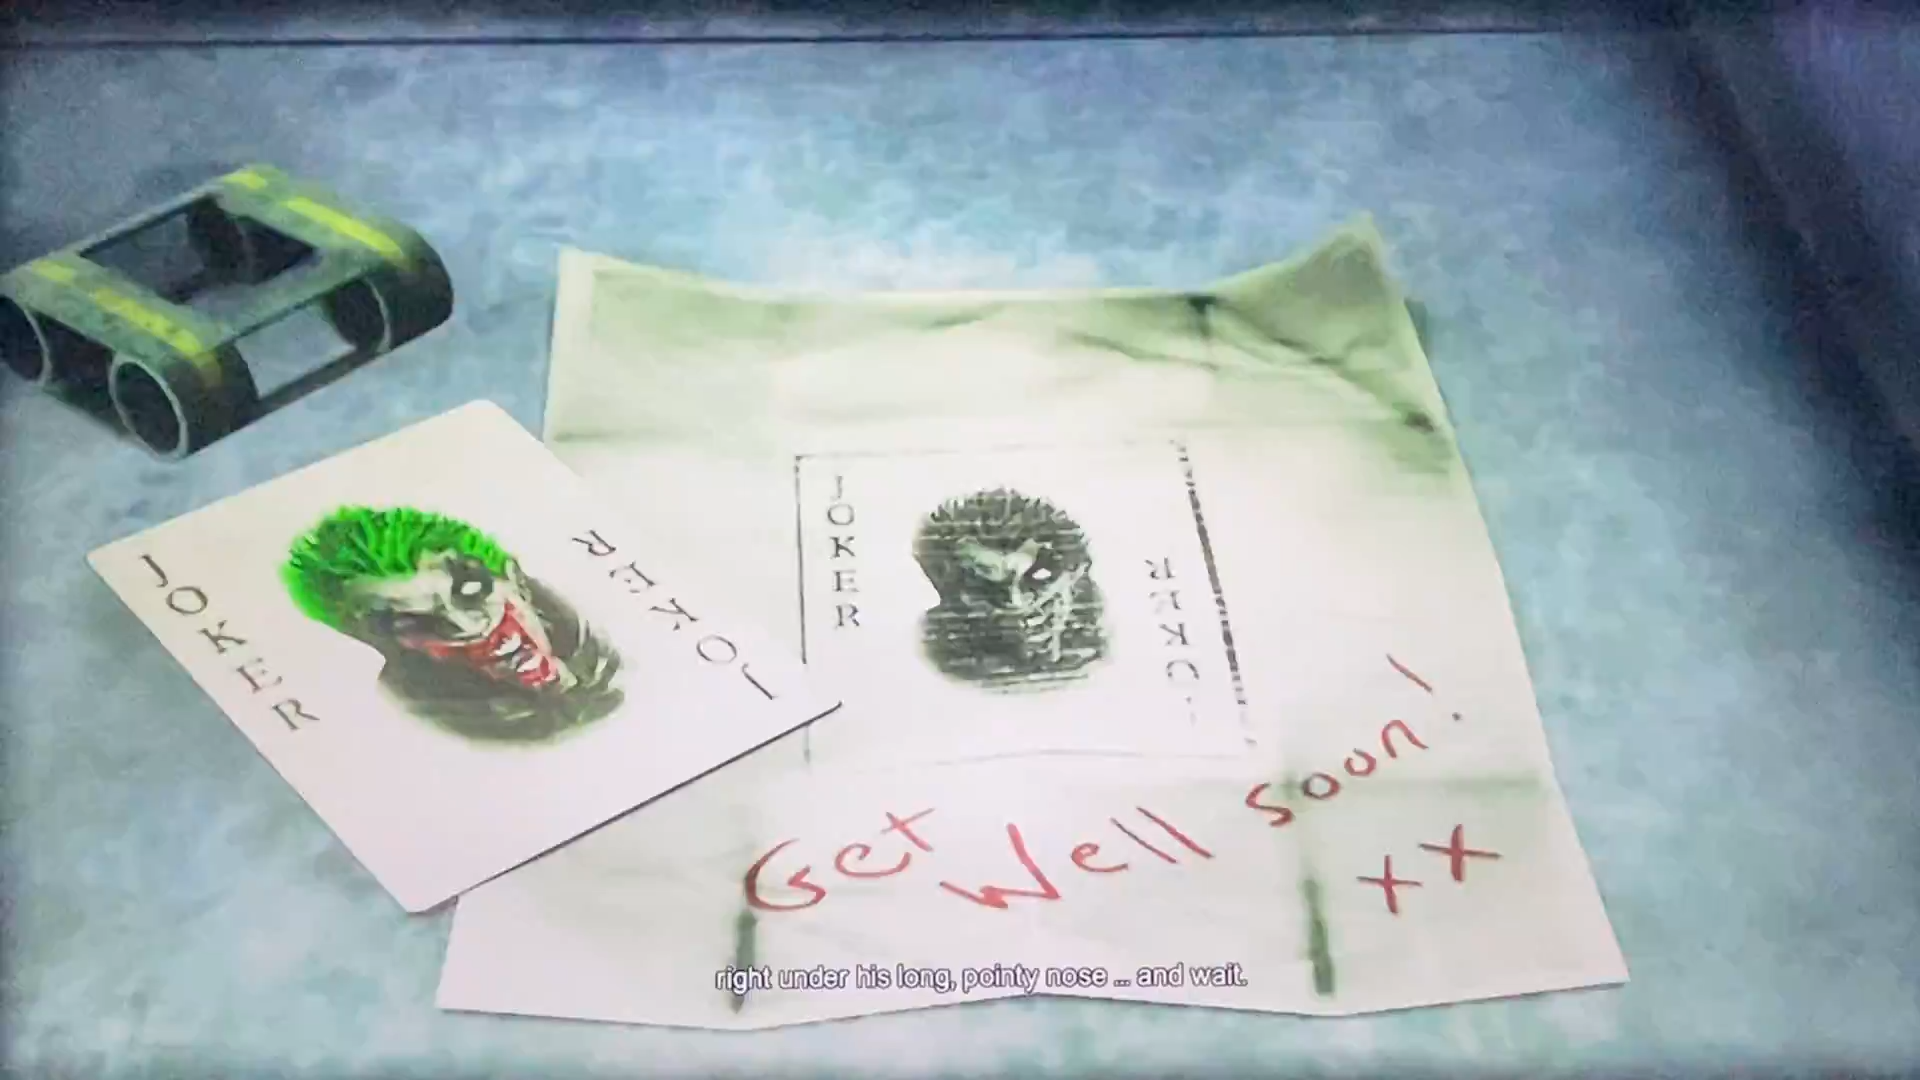 JOKER
JOKER
JOKER
JOKER
Get Well soon!
xx
right under his long, pointy nose ... and wait.